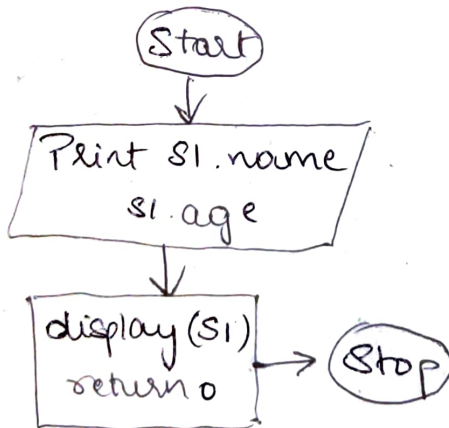 Start
Print S1.name
S1.age
display(S1)
return 0
Stop